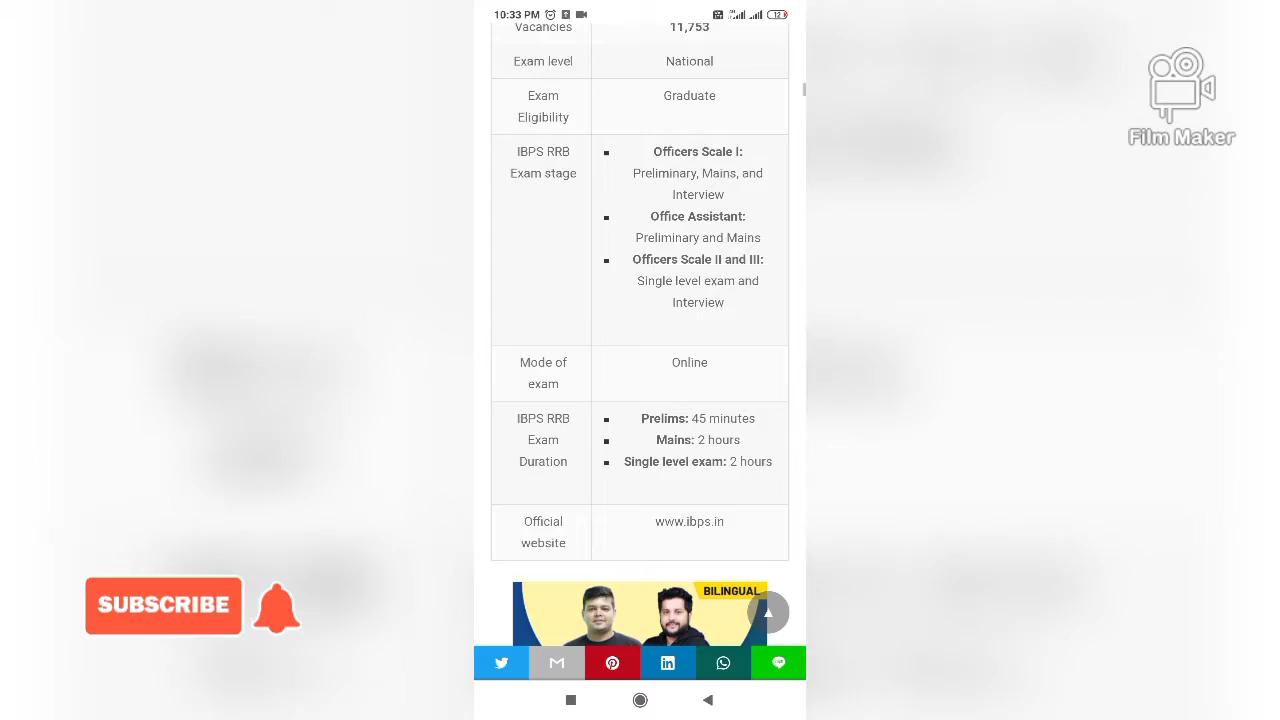 10:33 PM
12
Vacancies 11,753
Exam level National
Exam Graduate
Eligibility
IBPS RRB Officers Scale I:
Exam stage Preliminary, Mains, and
Interview
Office Assistant:
Preliminary and Mains
Officers Scale II and III:
Single level exam and
Interview
Mode of Online
exam
IBPS RRB Prelims: 45 minutes
Exam Mains: 2 hours
Duration Single level exam: 2 hours
Official www.ibps.in
website
BILINGUAL
SUBSCRIBE
Film Maker